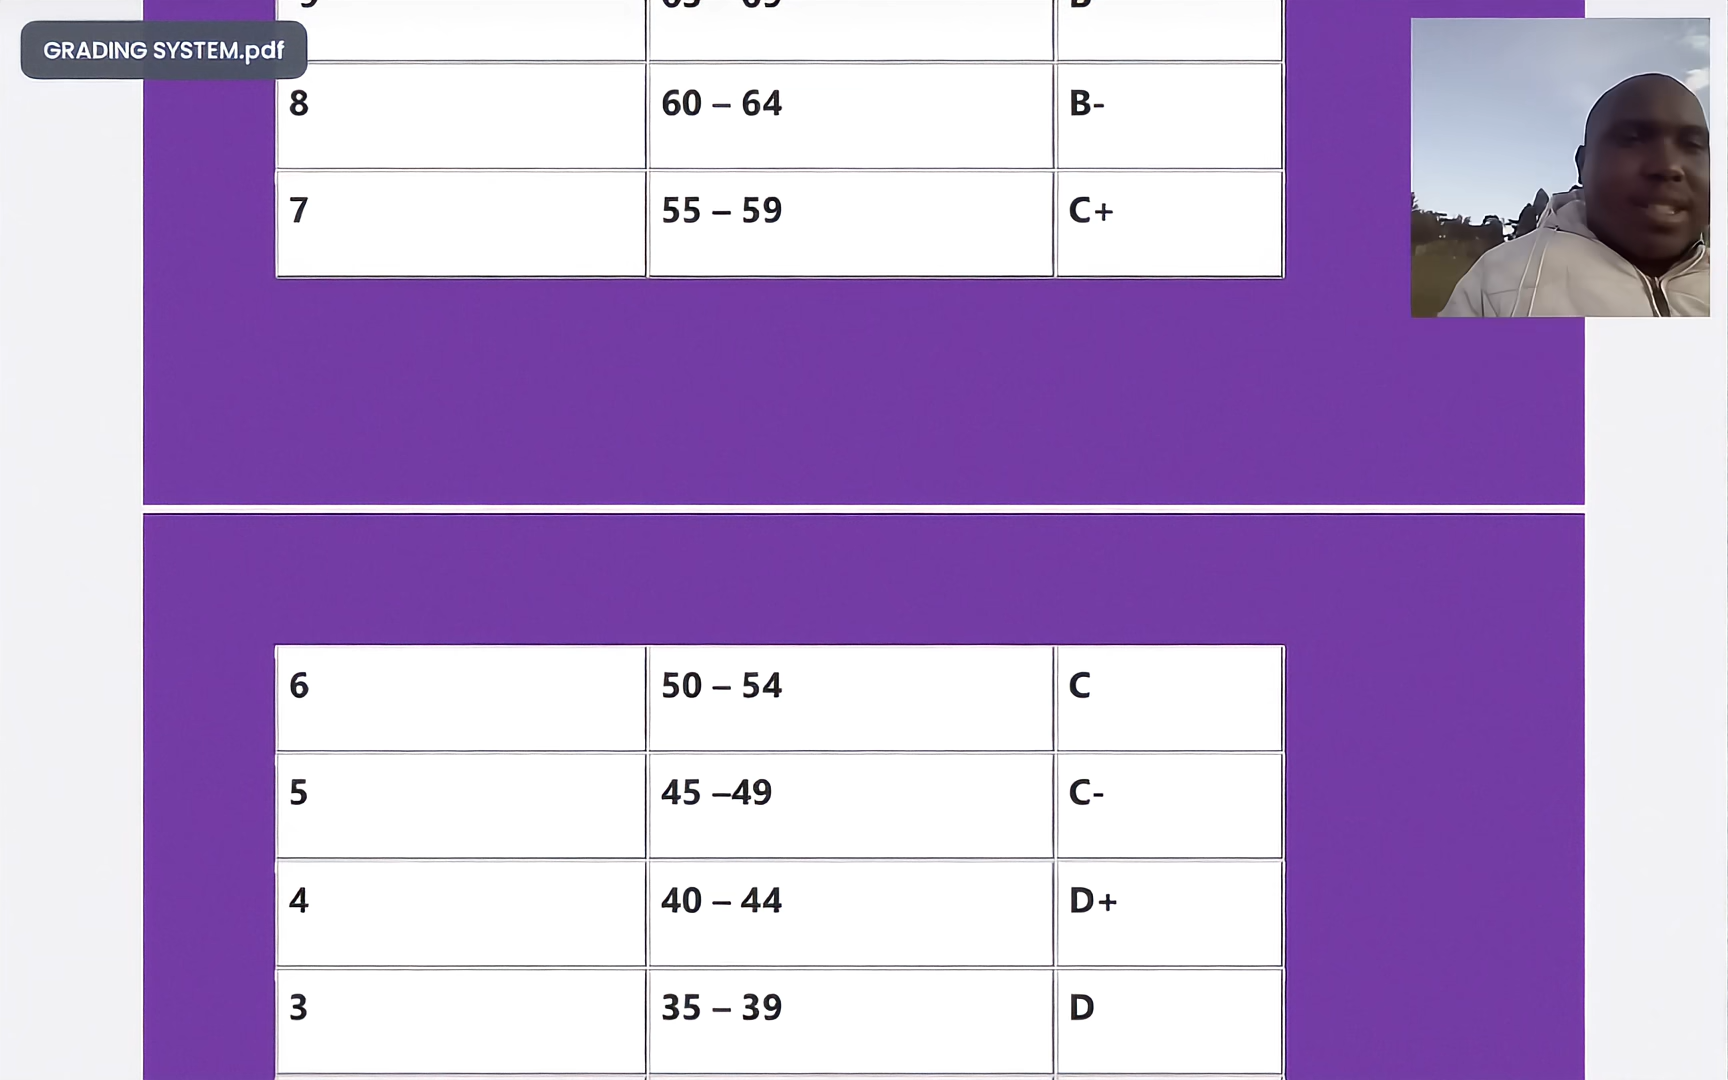 GRADING SYSTEM.pdf
8 60 – 64 B-
7 55 – 59 C+
6 50 – 54 C
5 45 –49 C-
4 40 – 44 D+
3 35 – 39 D